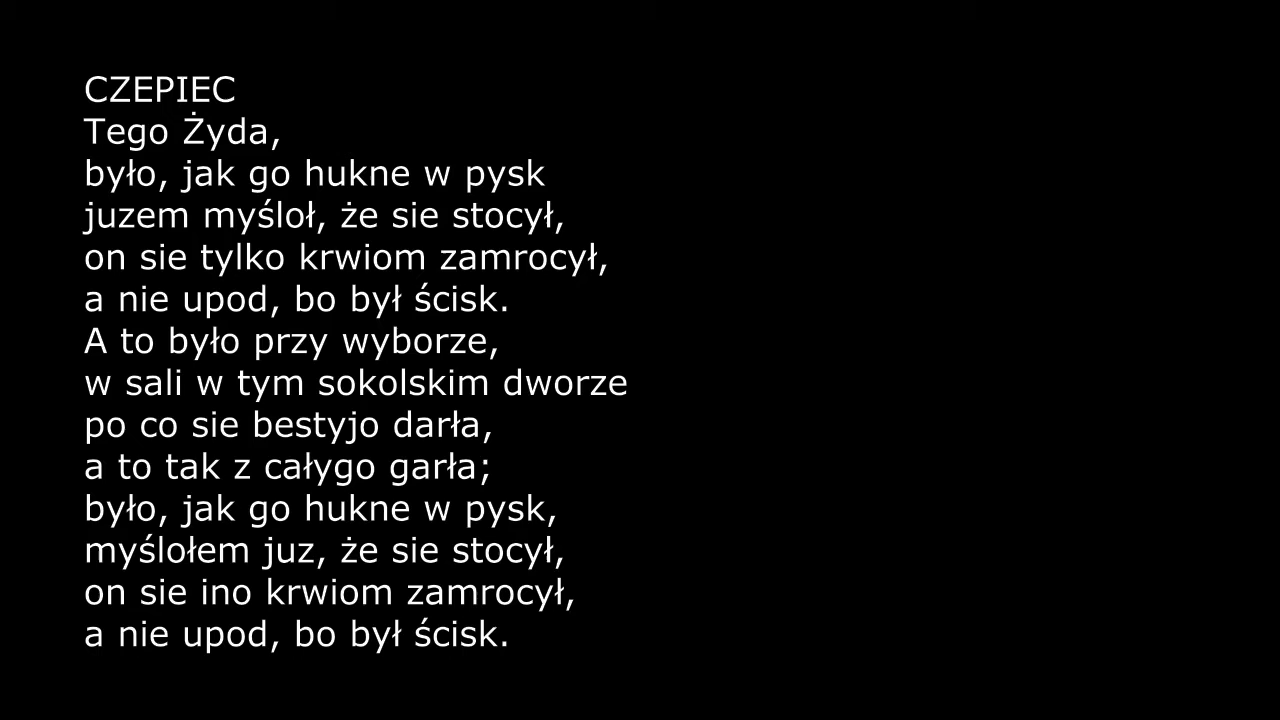 CZEPIEC
Tego Żyda,
było, jak go hukne w pysk
juzem myśloł, że sie stocył,
on sie tylko krwiom zamrocył,
a nie upod, bo był ścisk.
A to było przy wyborze,
w sali w tym sokolskim dworze
po co sie bestyjo darła,
a to tak z całygo garła;
było, jak go hukne w pysk,
myślołem juz, że sie stocył,
on sie ino krwiom zamrocył,
a nie upod, bo był ścisk.